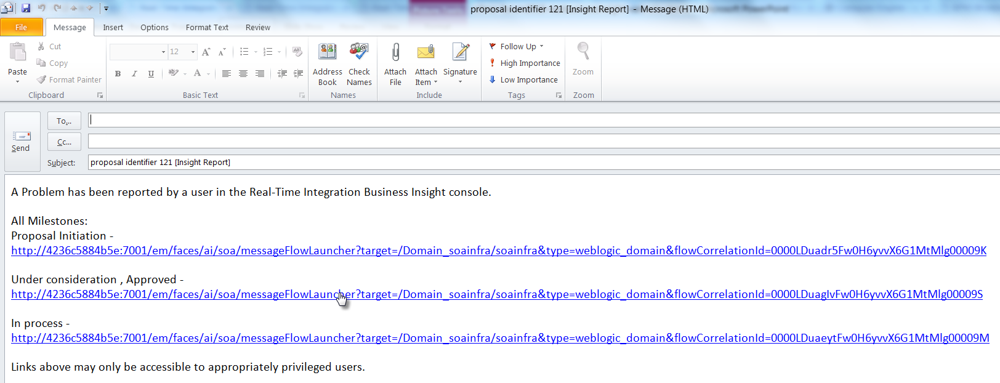 proposal identifier 121 [Insight Report] - Message (HTML)
File Message Insert Options Format Text Review
Paste
Cut
Copy
Format Painter
Clipboard
12
B I U
Basic Text
Address Book
Check Names
Names
Attach File
Attach Item
Signature
Include
Follow Up
High Importance
Low Importance
Tags
Zoom
Zoom
Send
To...
Cc...
Subject: proposal identifier 121 [Insight Report]
A Problem has been reported by a user in the Real-Time Integration Business Insight console.
All Milestones:
Proposal Initiation -
http://4236c5884b5e:7001/em/faces/ai/soa/messageFlowLauncher?target=/Domain_soainfra/soainfra&type=weblogic_domain&flowCorrelationId=0000LDuadr5Fw0H6yvvX6G1MtMlg00009K
Under consideration , Approved -
http://4236c5884b5e:7001/em/faces/ai/soa/messageFlowLauncher?target=/Domain_soainfra/soainfra&type=weblogic_domain&flowCorrelationId=0000LDuaglvFw0H6yvvX6G1MtMlg00009S
In process -
http://4236c5884b5e:7001/em/faces/ai/soa/messageFlowLauncher?target=/Domain_soainfra/soainfra&type=weblogic_domain&flowCorrelationId=0000LDuaeytFw0H6yvvX6G1MtMlg00009M
Links above may only be accessible to appropriately privileged users.